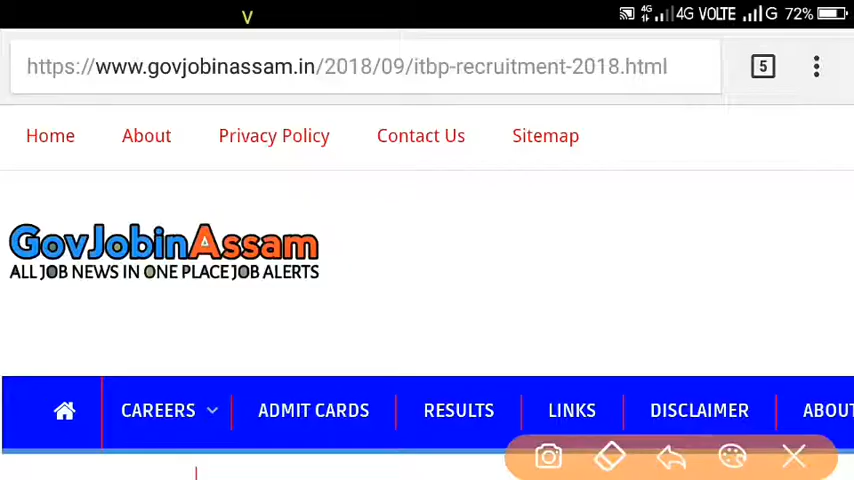 V 4G 4G VOLTE G 72%
https://www.govjobinassam.in/2018/09/itbp-recruitment-2018.html 5
Home About Privacy Policy Contact Us Sitemap
GovJobinAssam
ALL JOB NEWS IN ONE PLACE JOB ALERTS
CAREERS ADMIT CARDS RESULTS LINKS DISCLAIMER ABOUT